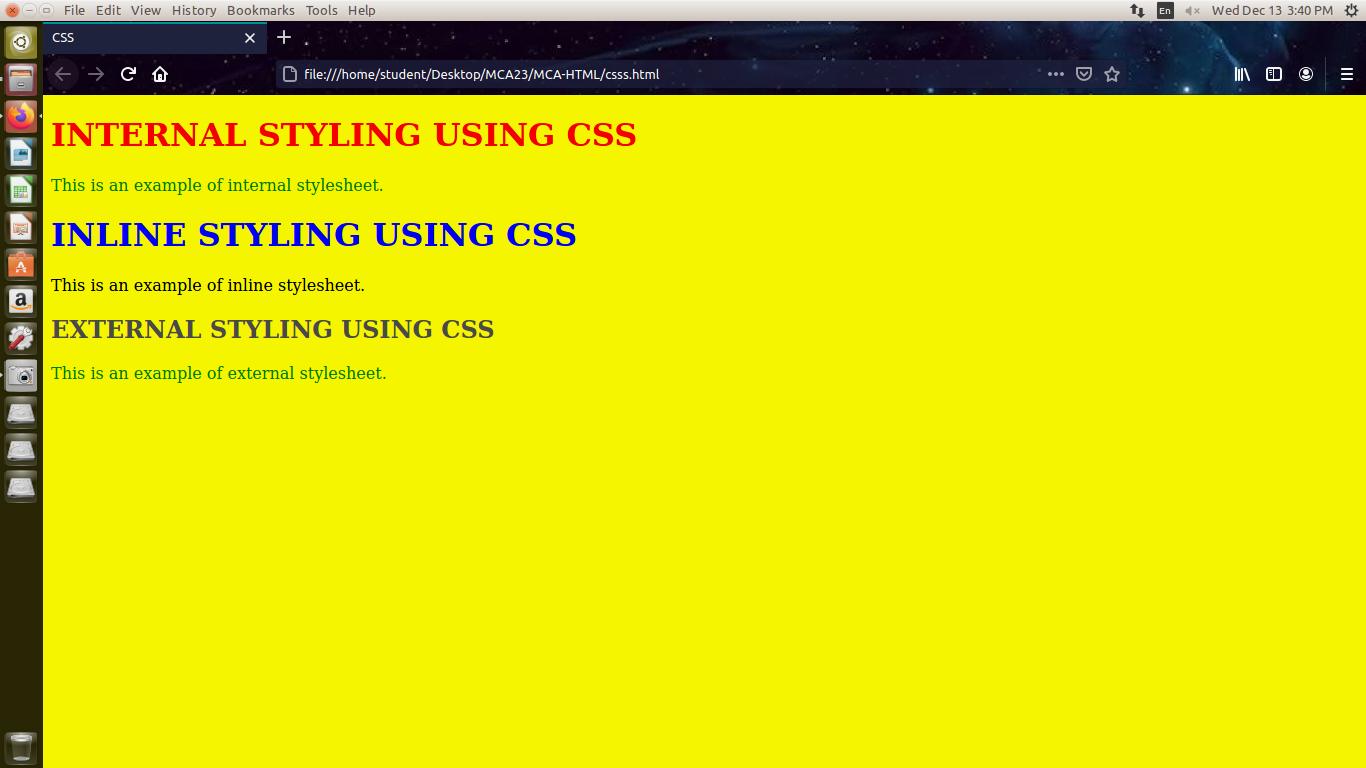 File Edit View History Bookmarks Tools Help
En
Wed Dec 13 3:40 PM
CSS
file:///home/student/Desktop/MCA23/MCA-HTML/csss.html
INTERNAL STYLING USING CSS
This is an example of internal stylesheet.
INLINE STYLING USING CSS
This is an example of inline stylesheet.
EXTERNAL STYLING USING CSS
This is an example of external stylesheet.